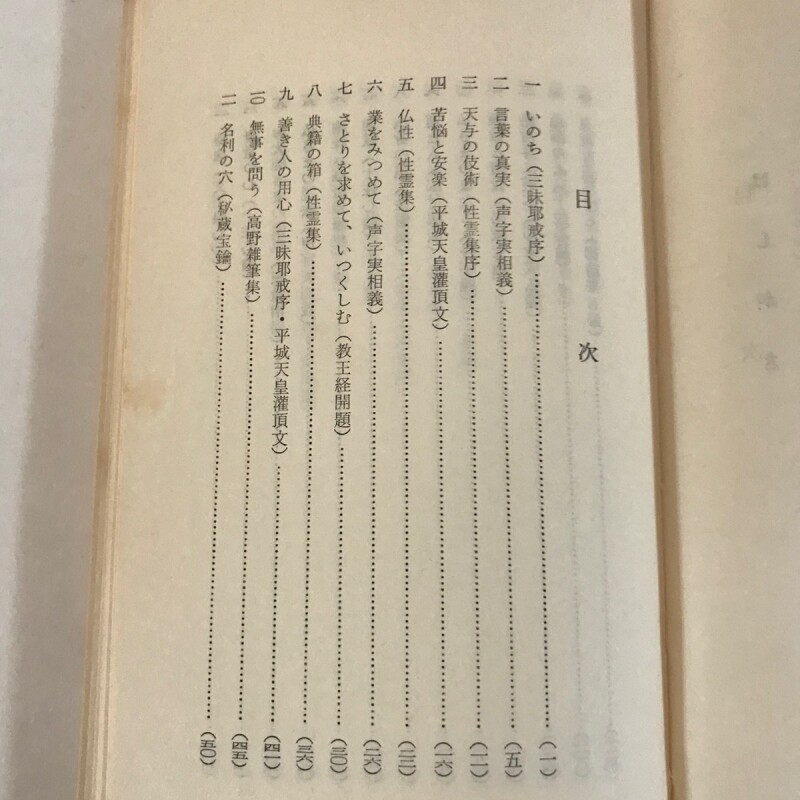 目次
一 いのち(三昧耶戒序)……(一)
二 言葉の真実(声字実相義)……(五)
三 天与の伎術(性霊集序)……(一一)
四 苦悩と安楽(平城天皇灌頂文)……(一六)
五 仏性(性霊集)……(二二)
六 業をみつめて(声字実相義)……(二六)
七 さとりを求めて、いつくしむ(教王経開題)……(三〇)
八 典籍の箱(性霊集)……(三六)
九 善き人の用心(三昧耶戒序・平城天皇灌頂文)……(四一)
一〇 無事を問う(高野雑筆集)……(四五)
一一 名利の穴(秘蔵宝鑰)……(五〇)